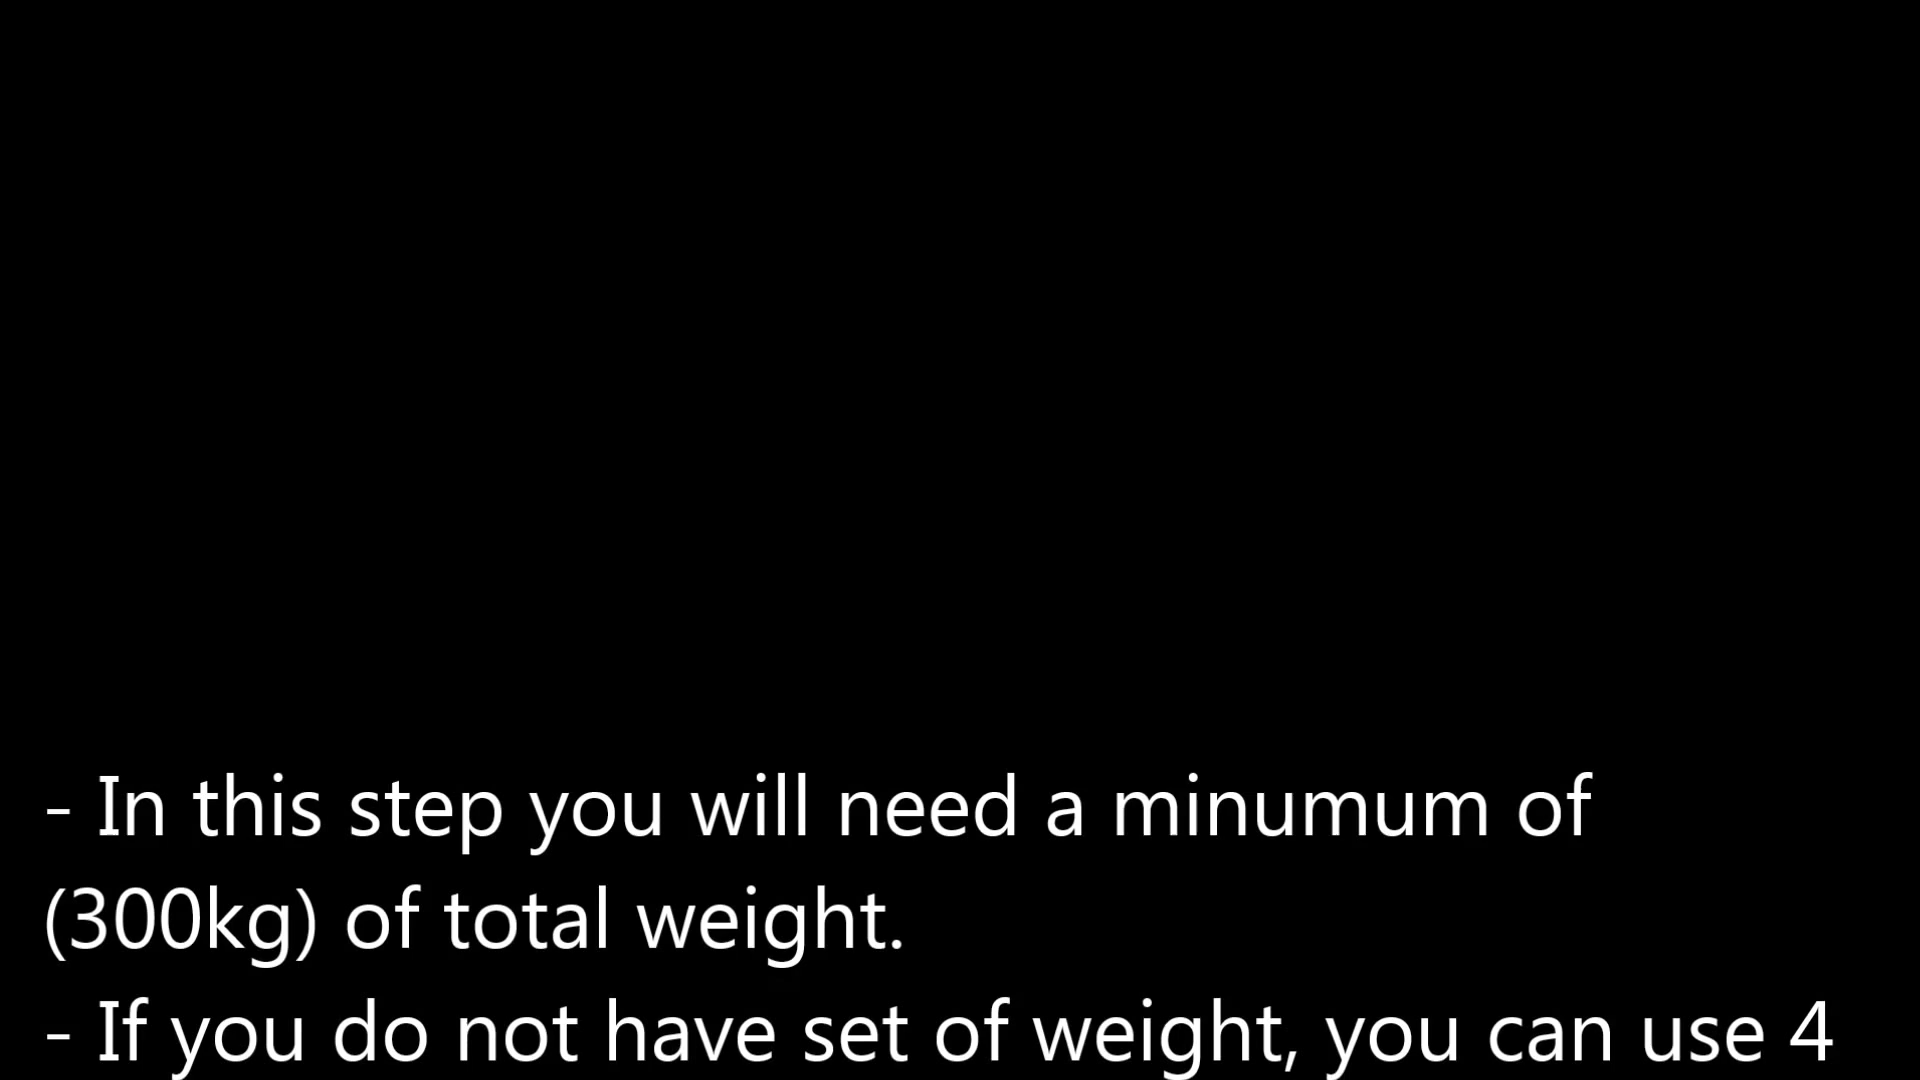 - In this step you will need a minumum of
(300kg) of total weight.
- If you do not have set of weight, you can use 4